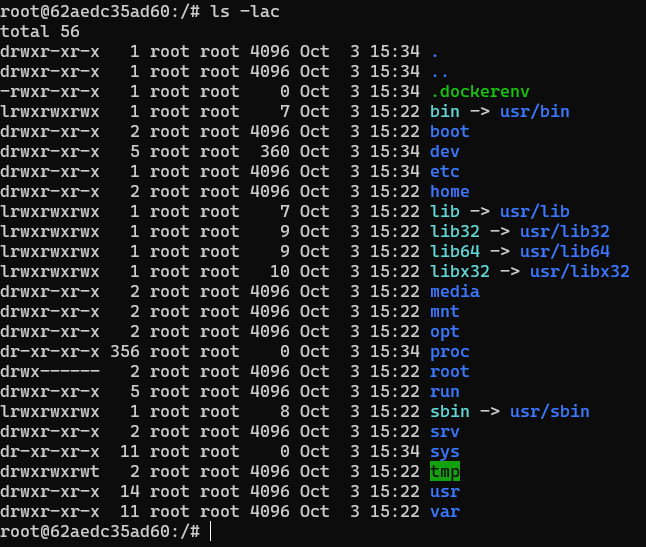 root@62aedc35ad60:/# ls -lac
total 56
drwxr-xr-x   1 root root 4096 Oct  3 15:34 .
drwxr-xr-x   1 root root 4096 Oct  3 15:34 ..
-rwxr-xr-x   1 root root    0 Oct  3 15:34 .dockerenv
lrwxrwxrwx   1 root root    7 Oct  3 15:22 bin -> usr/bin
drwxr-xr-x   2 root root 4096 Oct  3 15:22 boot
drwxr-xr-x   5 root root  360 Oct  3 15:34 dev
drwxr-xr-x   1 root root 4096 Oct  3 15:34 etc
drwxr-xr-x   2 root root 4096 Oct  3 15:22 home
lrwxrwxrwx   1 root root    7 Oct  3 15:22 lib -> usr/lib
lrwxrwxrwx   1 root root    9 Oct  3 15:22 lib32 -> usr/lib32
lrwxrwxrwx   1 root root    9 Oct  3 15:22 lib64 -> usr/lib64
lrwxrwxrwx   1 root root   10 Oct  3 15:22 libx32 -> usr/libx32
drwxr-xr-x   2 root root 4096 Oct  3 15:22 media
drwxr-xr-x   2 root root 4096 Oct  3 15:22 mnt
drwxr-xr-x   2 root root 4096 Oct  3 15:22 opt
dr-xr-xr-x 356 root root    0 Oct  3 15:34 proc
drwx------   2 root root 4096 Oct  3 15:22 root
drwxr-xr-x   5 root root 4096 Oct  3 15:22 run
lrwxrwxrwx   1 root root    8 Oct  3 15:22 sbin -> usr/sbin
drwxr-xr-x   2 root root 4096 Oct  3 15:22 srv
dr-xr-xr-x  11 root root    0 Oct  3 15:34 sys
drwxrwxrwt   2 root root 4096 Oct  3 15:22 tmp
drwxr-xr-x  14 root root 4096 Oct  3 15:22 usr
drwxr-xr-x  11 root root 4096 Oct  3 15:22 var
root@62aedc35ad60:/#